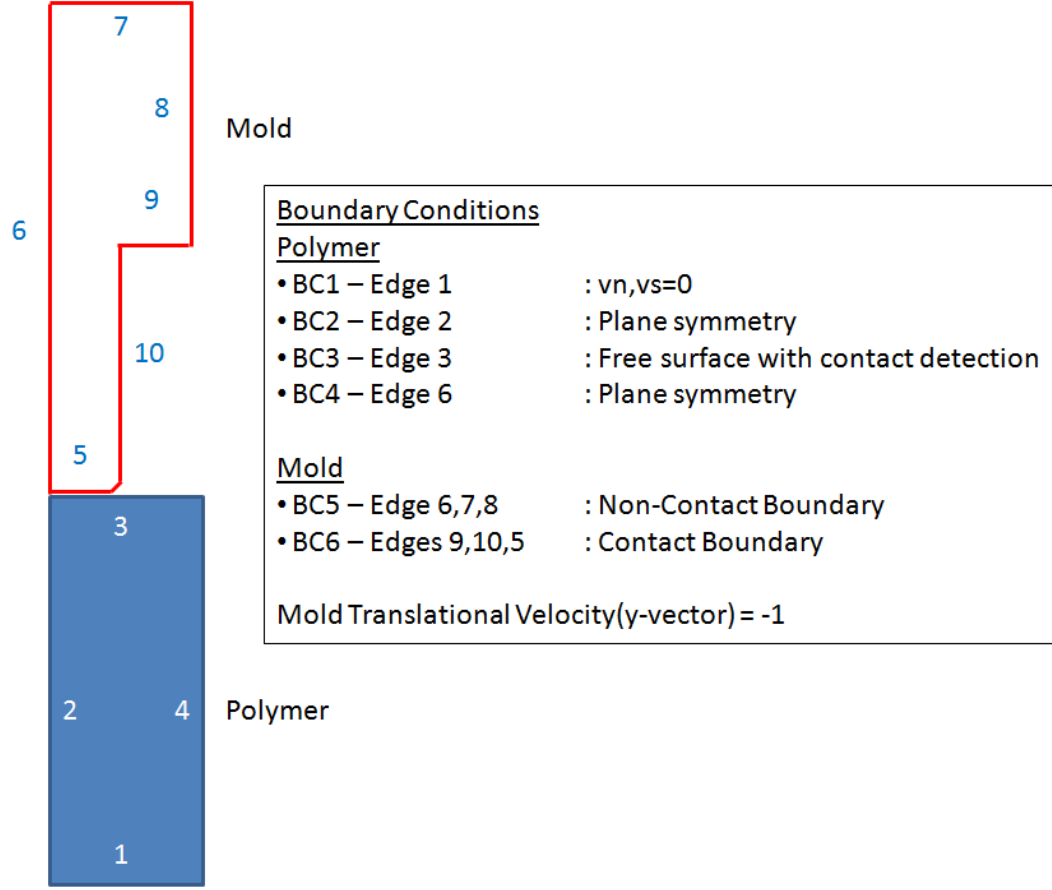 7
8
Mold
9
6
Boundary Conditions
Polymer
• BC1 – Edge 1 : vn,vs=0
• BC2 – Edge 2 : Plane symmetry
• BC3 – Edge 3 : Free surface with contact detection
• BC4 – Edge 6 : Plane symmetry
10
5
Mold
• BC5 – Edge 6,7,8 : Non-Contact Boundary
• BC6 – Edges 9,10,5 : Contact Boundary
Mold Translational Velocity(y-vector) = -1
3
2
4
Polymer
1